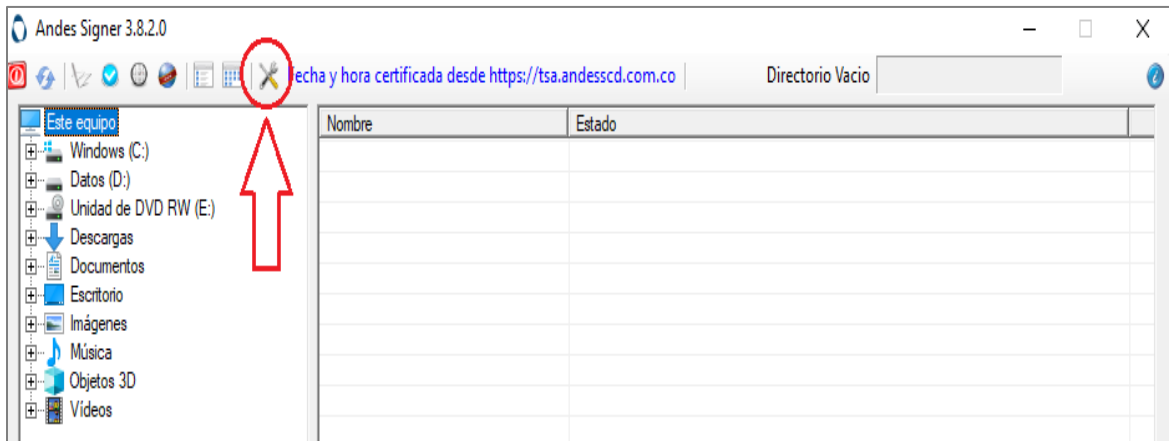 Andes Signer 3.8.2.0
fecha y hora certificada desde https://tsa.andesscd.com.co Directorio Vacio
Este equipo
Nombre Estado
Windows (C:)
Datos (D:)
Unidad de DVD RW (E:)
Descargas
Documentos
Escritorio
Imágenes
Música
Objetos 3D
Vídeos